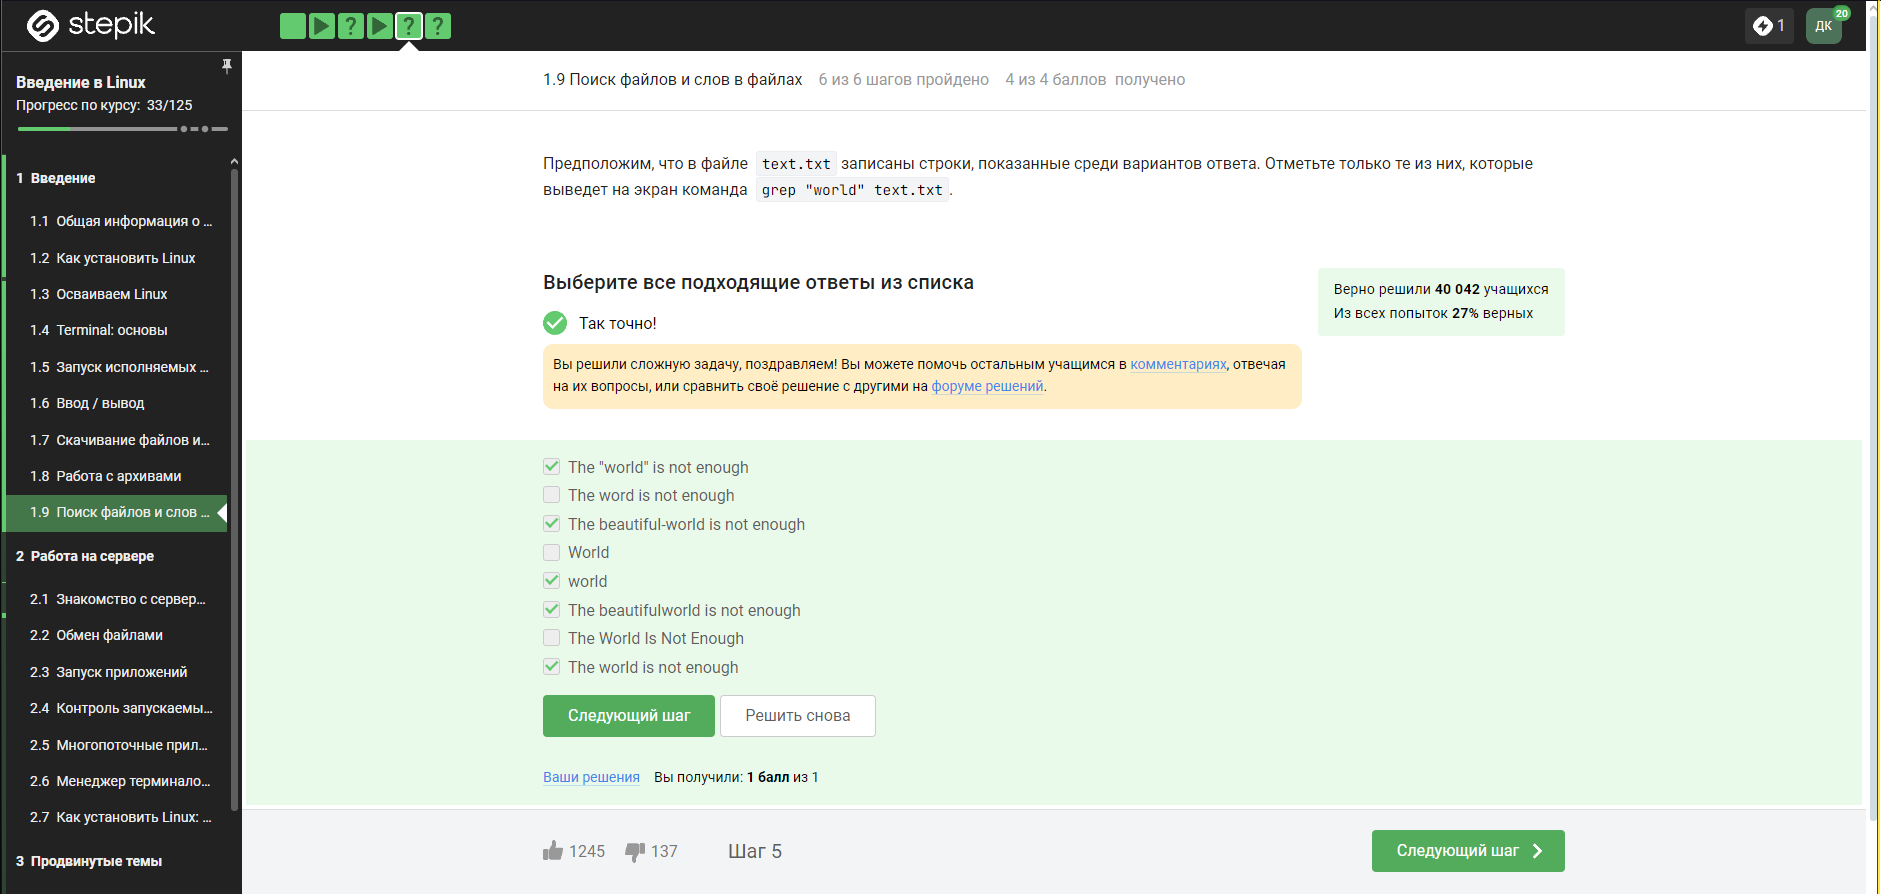 stepik
? ? ?
1
ДК
20
Введение в Linux
Прогресс по курсу: 33/125
1 Введение
1.1 Общая информация о ...
1.2 Как установить Linux
1.3 Осваиваем Linux
1.4 Terminal: основы
1.5 Запуск исполняемых ...
1.6 Ввод / вывод
1.7 Скачивание файлов и...
1.8 Работа с архивами
1.9 Поиск файлов и слов ...
2 Работа на сервере
2.1 Знакомство с сервер...
2.2 Обмен файлами
2.3 Запуск приложений
2.4 Контроль запускаемы...
2.5 Многопоточные прил...
2.6 Менеджер терминало...
2.7 Как установить Linux: ...
3 Продвинутые темы
1.9 Поиск файлов и слов в файлах 6 из 6 шагов пройдено 4 из 4 баллов получено
Предположим, что в файле text.txt записаны строки, показанные среди вариантов ответа. Отметьте только те из них, которые
выведет на экран команда grep "world" text.txt.
Выберите все подходящие ответы из списка
Так точно!
Вы решили сложную задачу, поздравляем! Вы можете помочь остальным учащимся в комментариях, отвечая
на их вопросы, или сравнить своё решение с другими на форуме решений.
Верно решили 40 042 учащихся
Из всех попыток 27% верных
The "world" is not enough
The word is not enough
The beautiful-world is not enough
World
world
The beautifulworld is not enough
The World Is Not Enough
The world is not enough
Следующий шаг Решить снова
Ваши решения Вы получили: 1 балл из 1
1245 137 Шаг 5 Следующий шаг